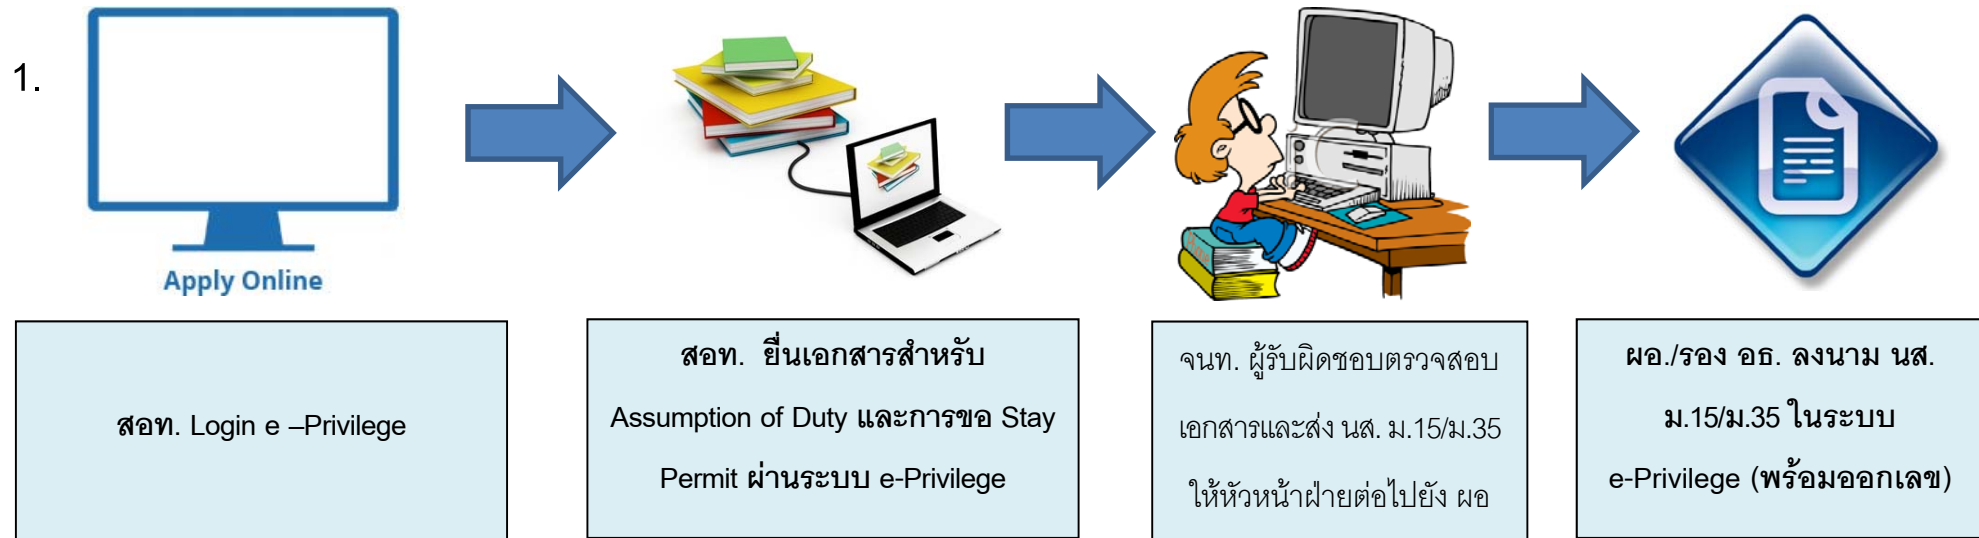 1.
Apply Online
สอท. Login e –Privilege
สอท. ยื่นเอกสารสำหรับ
Assumption of Duty และการขอ Stay
Permit ผ่านระบบ e-Privilege
จนท. ผู้รับผิดชอบตรวจสอบ
เอกสารและส่ง นส. ม.15/ม.35
ให้หัวหน้าฝ่ายต่อไปยัง ผอ
ผอ./รอง อธ. ลงนาม นส.
ม.15/ม.35 ในระบบ
e-Privilege (พร้อมออกเลข)